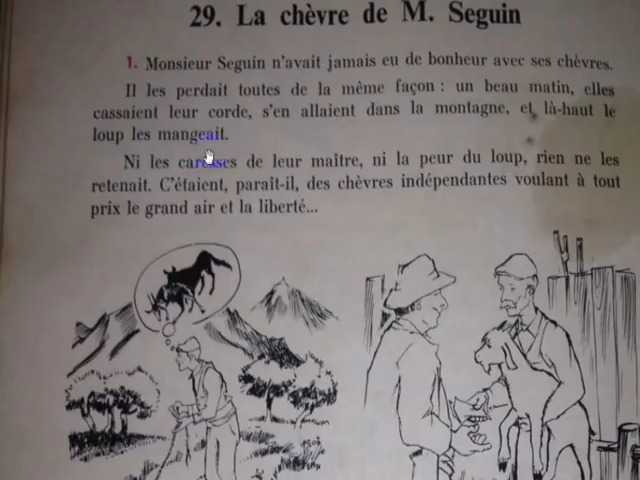 29. La chèvre de M. Seguin
1. Monsieur Seguin n'avait jamais eu de bonheur avec ses chèvres.
Il les perdait toutes de la même façon : un beau matin, elles
cassaient leur corde, s'en allaient dans la montagne, et là-haut le
loup les mangeait.
Ni les caresses de leur maître, ni la peur du loup, rien ne les
retenait. C'étaient, paraît-il, des chèvres indépendantes voulant à tout
prix le grand air et la liberté...